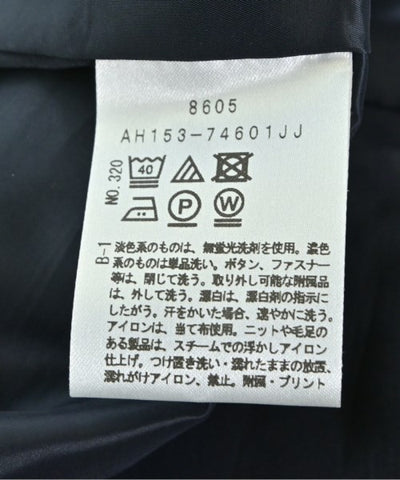 8605
AH153-74601JJ
NO.320
40
P W
B-1
淡色系のものは、無蛍光洗剤を使用。濃色
系のものは単品洗い。ボタン、ファスナー
等は、閉じて洗う。取り外し可能な附属品
は、外して洗う。漂白は、漂白剤の指示に
したがう。汗をかいた場合、速やかに洗う。
アイロンは、当て布使用。ニットや毛足の
ある製品は、スチームでの浮かしアイロン
仕上げ。つけ置き洗い・濡れたままの放置、
濡れがけアイロン、禁止。附図・プリント